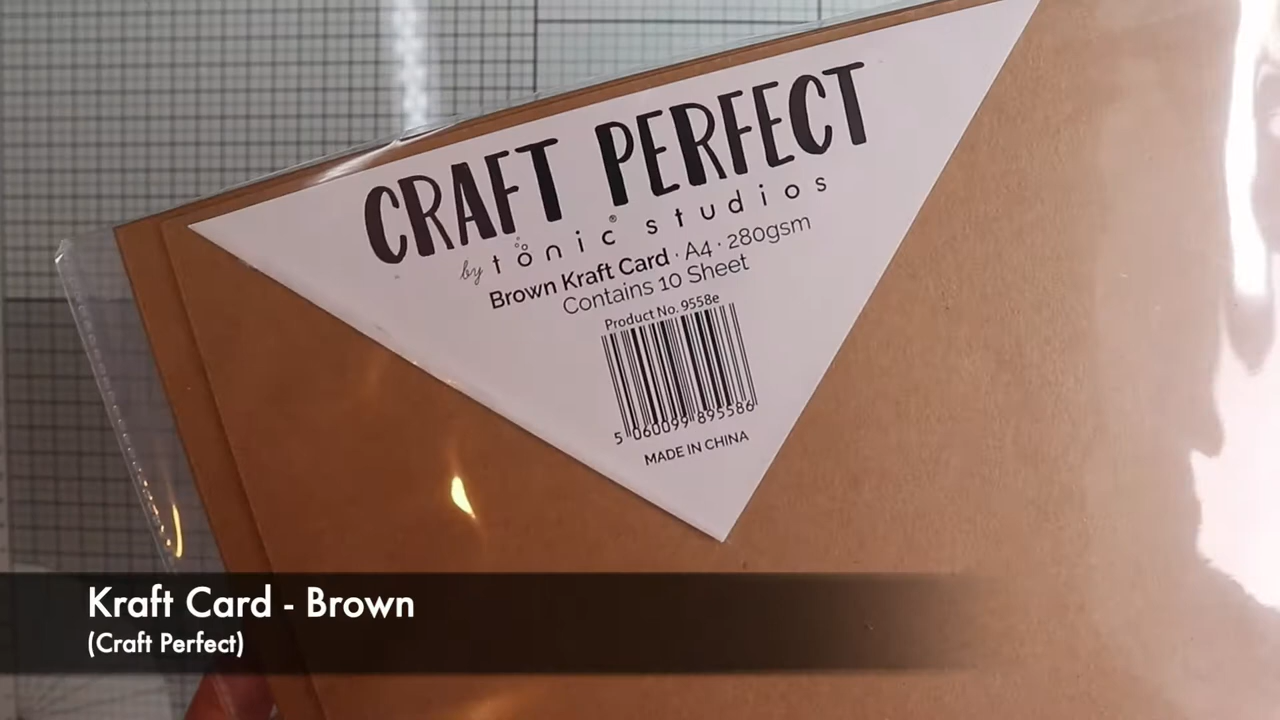 CRAFT PERFECT
by tonic® studios
Brown Kraft Card · A4 · 280gsm
Contains 10 Sheet
Product No. 9558e
5 060099 895586
MADE IN CHINA
Kraft Card - Brown
(Craft Perfect)